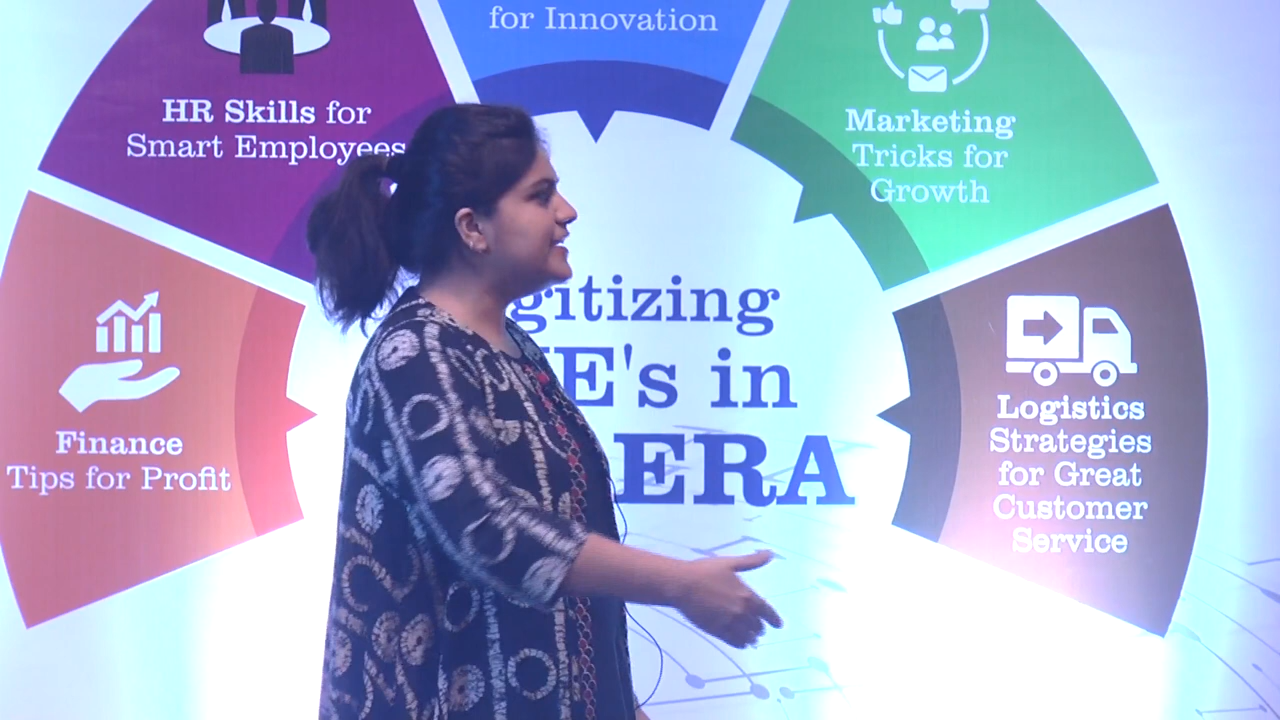 for Innovation
HR Skills for
Smart Employees
Marketing
Tricks for
Growth
Finance
Tips for Profit
gitizing
E's in
ERA
Logistics
Strategies
for Great
Customer
Service